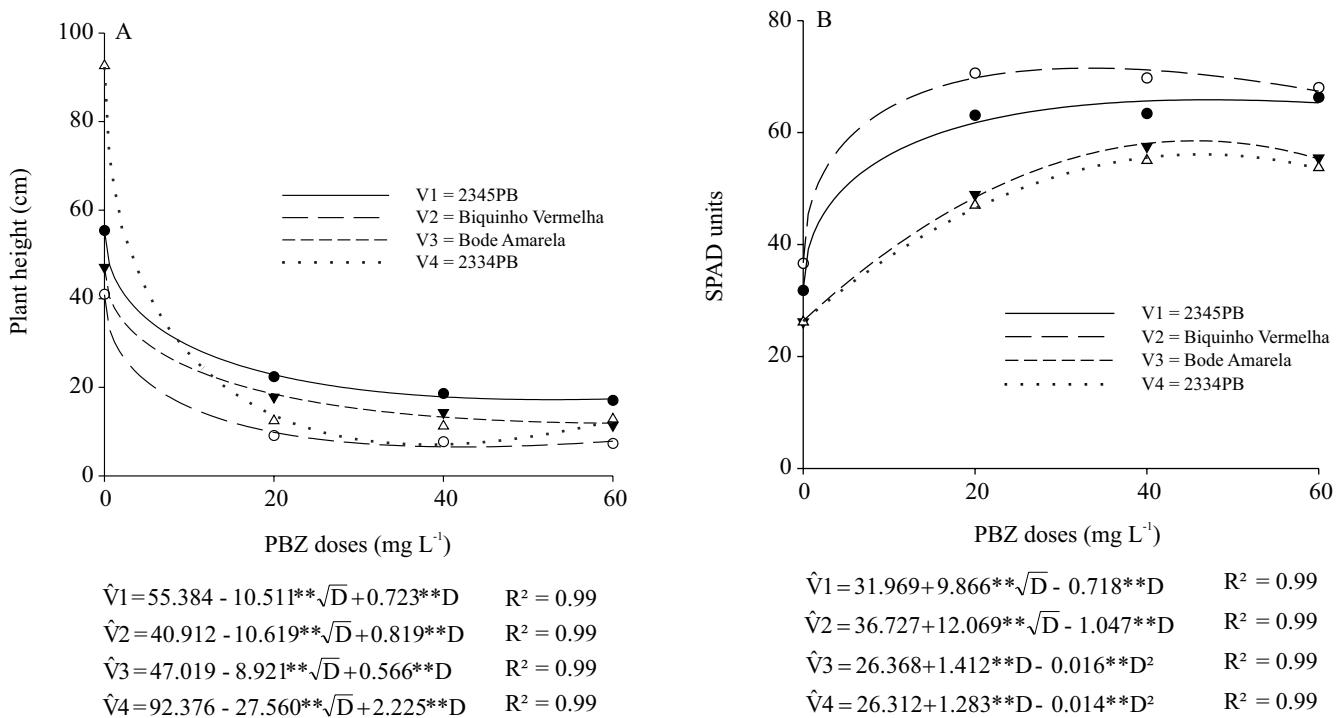 A
100
80
60
40
20
0
Plant height (cm)
V1 = 2345PB
V2 = Biquinho Vermelha
V3 = Bode Amarela
V4 = 2334PB
0 20 40 60
PBZ doses (mg L⁻¹)
V̂1=55.384 - 10.511**√D+0.723**D R² = 0.99
V̂2=40.912 - 10.619**√D+0.819**D R² = 0.99
V̂3=47.019 - 8.921**√D+0.566**D R² = 0.99
V̂4=92.376 - 27.560**√D+2.225**D R² = 0.99
B
80
60
40
20
0
SPAD units
V1 = 2345PB
V2 = Biquinho Vermelha
V3 = Bode Amarela
V4 = 2334PB
0 20 40 60
PBZ doses (mg L⁻¹)
V̂1=31.969+9.866**√D - 0.718**D R² = 0.99
V̂2=36.727+12.069**√D - 1.047**D R² = 0.99
V̂3=26.368+1.412**D- 0.016**D² R² = 0.99
V̂4=26.312+1.283**D- 0.014**D² R² = 0.99